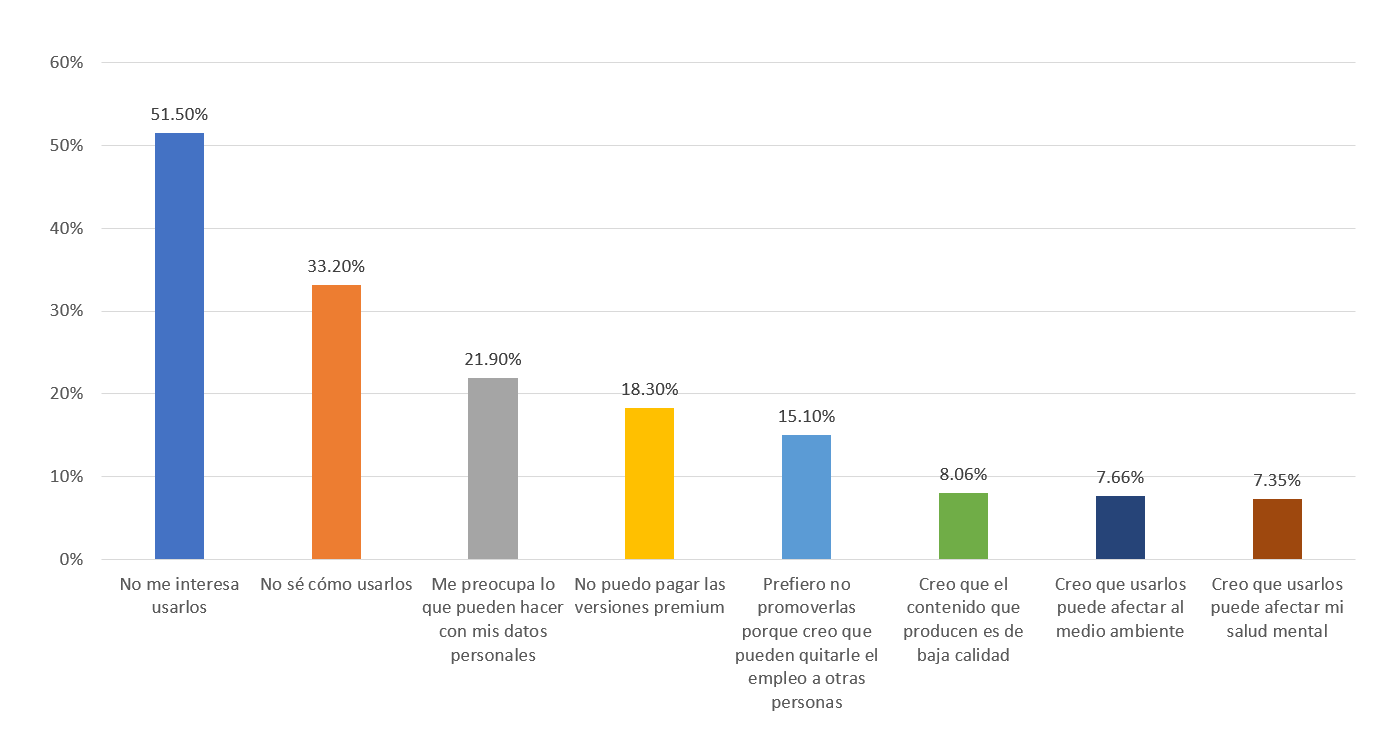 60%
50%
40%
30%
20%
10%
0%
51.50%
33.20%
21.90%
18.30%
15.10%
8.06%
7.66%
7.35%
No me interesa
usarlos
No sé cómo usarlos
Me preocupa lo
que pueden hacer
con mis datos
personales
No puedo pagar las
versiones premium
Prefiero no
promoverlas
porque creo que
pueden quitarle el
empleo a otras
personas
Creo que el
contenido que
producen es de
baja calidad
Creo que usarlos
puede afectar al
medio ambiente
Creo que usarlos
puede afectar mi
salud mental